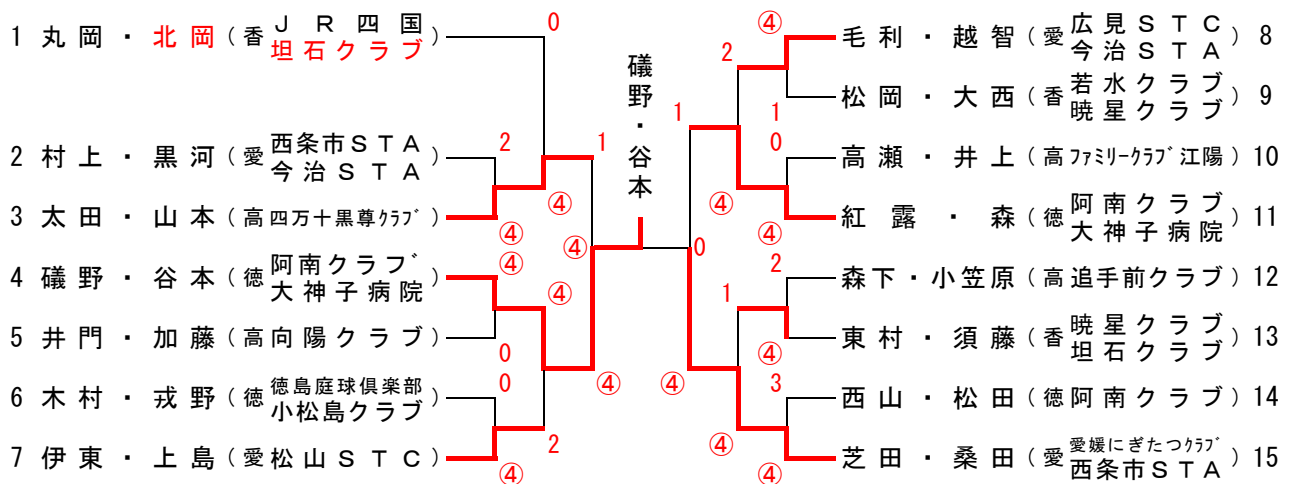 1 丸岡・北岡（香 ＪＲ四国 坦石クラブ）
2 村上・黒河（愛 西条市ＳＴＡ 今治ＳＴＡ）
3 太田・山本（高 四万十黒尊ｸﾗﾌﾞ）
4 礒野・谷本（徳 阿南クラブ 大神子病院）
5 井門・加藤（高 向陽クラブ）
6 木村・戎野（徳 徳島庭球倶楽部 小松島クラブ）
7 伊東・上島（愛 松山ＳＴＣ）
0
2
④
④
0
0
④
④
④
2
1
④
④
礒野・谷本
0
1
④
2
④
1
④
④
1
0
④
2
④
3
④
毛利・越智（愛 広見ＳＴＣ 今治ＳＴＡ）8
松岡・大西（香 若水クラブ 暁星クラブ）9
高瀬・井上（高 ﾌｧﾐﾘｰｸﾗﾌﾞ江陽）10
紅露・森（徳 阿南クラブ 大神子病院）11
森下・小笠原（高 追手前クラブ）12
東村・須藤（香 暁星クラブ 坦石クラブ）13
西山・松田（徳 阿南クラブ）14
芝田・桑田（愛 愛媛にぎたつｸﾗﾌﾞ 西条市ＳＴＡ）15